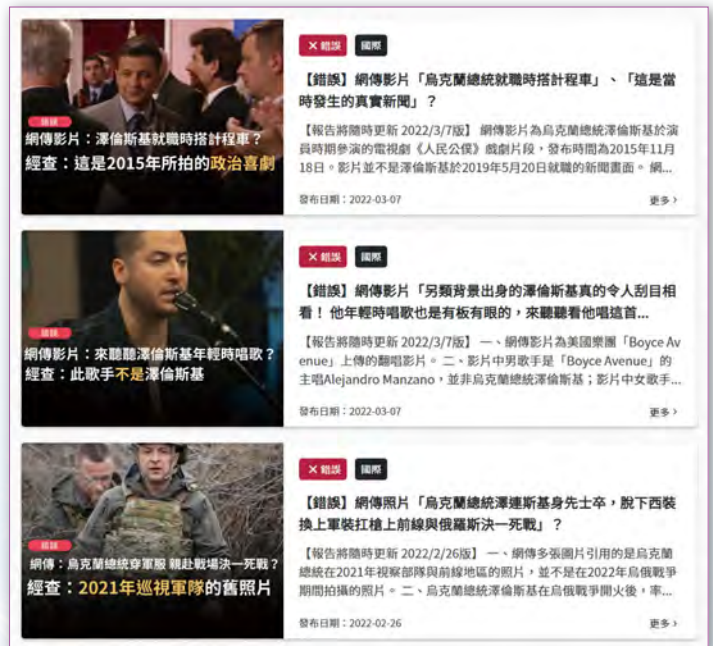 錯誤
網傳影片：澤倫斯基就職時搭計程車？
經查：這是2015年所拍的政治喜劇
✕ 錯誤 國際
【錯誤】網傳影片「烏克蘭總統就職時搭計程車」、「這是當
時發生的真實新聞」？
【報告將隨時更新 2022/3/7版】 網傳影片為烏克蘭總統澤倫斯基於演
員時期參演的電視劇《人民公僕》戲劇片段，發布時間為2015年11月
18日。影片並不是澤倫斯基於2019年5月20日就職的新聞畫面。 網...
發布日期：2022-03-07
更多 ›
錯誤
網傳影片：來聽聽澤倫斯基年輕時唱歌？
經查：此歌手不是澤倫斯基
✕ 錯誤 國際
【錯誤】網傳影片「另類背景出身的澤倫斯基真的令人刮目相
看！ 他年輕時唱歌也是有板有眼的，來聽聽看他唱這首...
【報告將隨時更新 2022/3/7版】 一、網傳影片為美國樂團「Boyce Av
enue」上傳的翻唱影片。 二、影片中男歌手是「Boyce Avenue」的
主唱Alejandro Manzano，並非烏克蘭總統澤倫斯基；影片中女歌手...
發布日期：2022-03-07
更多 ›
錯誤
網傳：烏克蘭總統穿軍服 親赴戰場決一死戰？
經查：2021年巡視軍隊的舊照片
✕ 錯誤 國際
【錯誤】網傳照片「烏克蘭總統澤連斯基身先士卒，脫下西裝
換上軍裝扛槍上前線與俄羅斯決一死戰」？
【報告將隨時更新 2022/2/26版】 一、網傳多張圖片引用的是烏克蘭
總統在2021年視察部隊與前線地區的照片，並不是在2022年烏俄戰爭
期間拍攝的照片。 二、烏克蘭總統澤倫斯基在烏俄戰爭開火後，率...
發布日期：2022-02-26
更多 ›